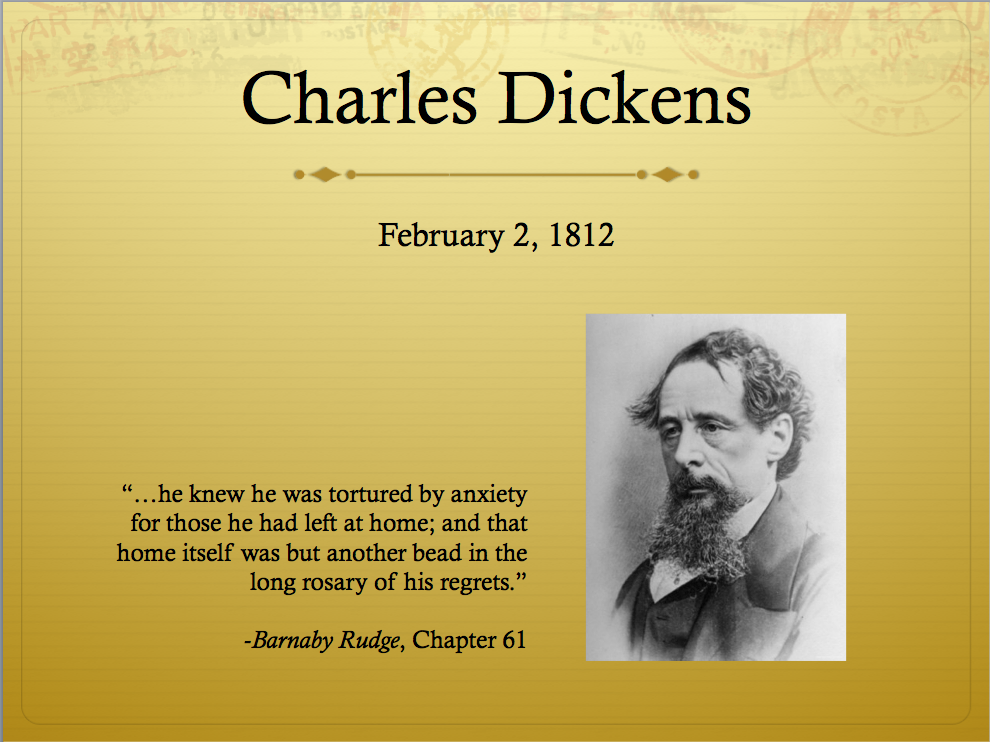 Charles Dickens
February 2, 1812
“…he knew he was tortured by anxiety
for those he had left at home; and that
home itself was but another bead in the
long rosary of his regrets.”
-Barnaby Rudge, Chapter 61